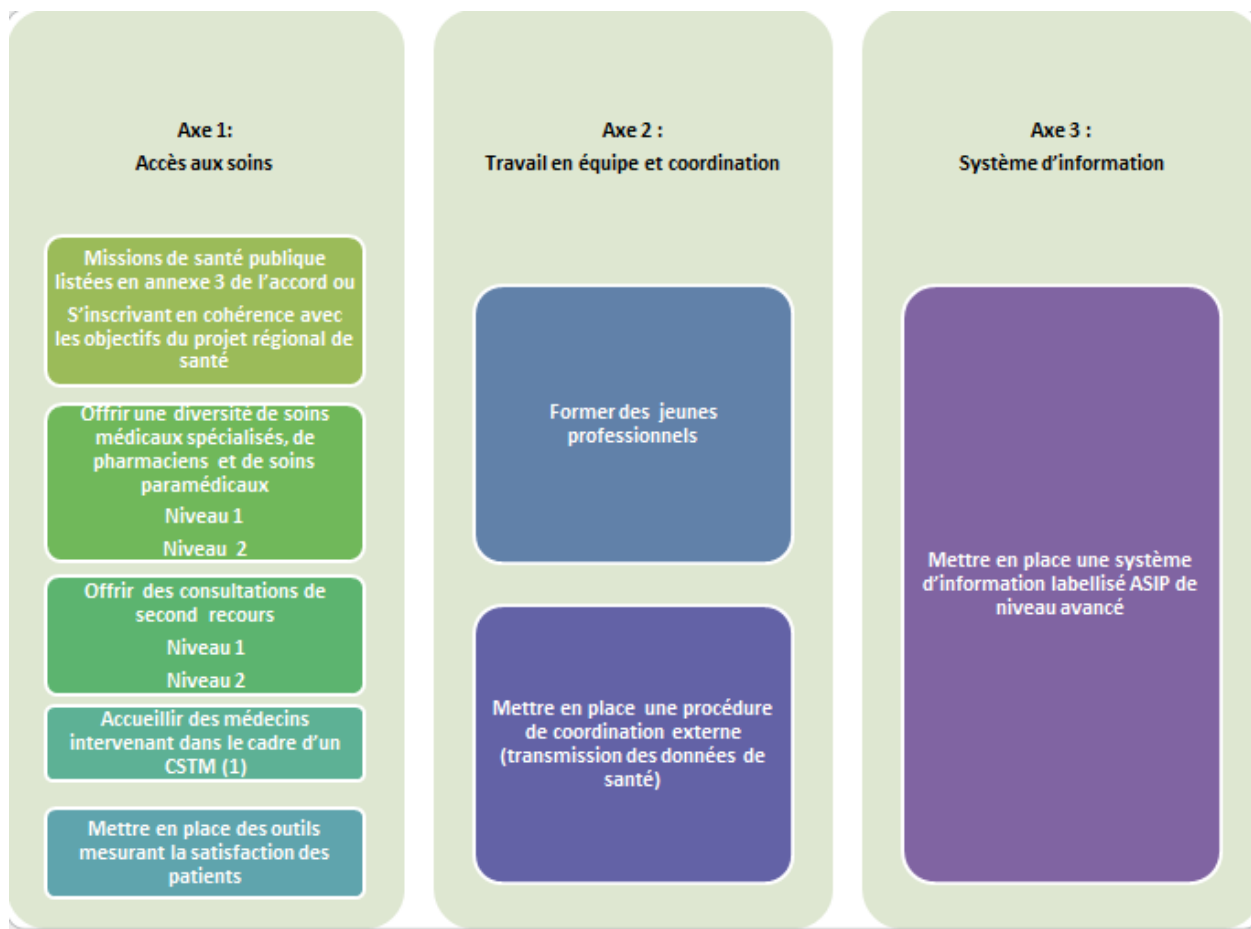 Axe 1:
Accès aux soins
Missions de santé publique
listées en annexe 3 de l'accord ou
S'inscrivant en cohérence avec
les objectifs du projet régional de
santé
Offrir une diversité de soins
médicaux spécialisés, de
pharmaciens et de soins
paramédicaux
Niveau 1
Niveau 2
Offrir des consultations de
second recours
Niveau 1
Niveau 2
Accueillir des médecins
intervenant dans le cadre d'un
CSTM (1)
Mettre en place des outils
mesurant la satisfaction des
patients
Axe 2 :
Travail en équipe et coordination
Former des jeunes
professionnels
Mettre en place une procédure
de coordination externe
(transmission des données de
santé)
Axe 3 :
Système d'information
Mettre en place une système
d'information labellisé ASIP de
niveau avancé